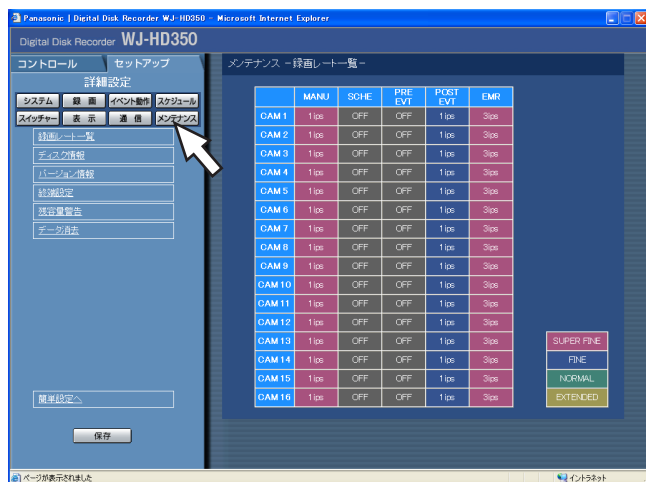 Panasonic | Digital Disk Recorder WJ-HD350 - Microsoft Internet Explorer
Digital Disk Recorder WJ-HD350
コントロール セットアップ
詳細設定
システム 録 画 イベント動作 スケジュール
スイッチャー 表 示 通 信 メンテナンス
録画レート一覧
ディスク情報
バージョン情報
終端設定
残容量警告
データ消去
簡単設定へ
保存
メンテナンス －録画レート一覧－
MANU SCHE PRE EVT POST EVT EMR
CAM 1 1ips OFF OFF 1ips 3ips
CAM 2 1ips OFF OFF 1ips 3ips
CAM 3 1ips OFF OFF 1ips 3ips
CAM 4 1ips OFF OFF 1ips 3ips
CAM 5 1ips OFF OFF 1ips 3ips
CAM 6 1ips OFF OFF 1ips 3ips
CAM 7 1ips OFF OFF 1ips 3ips
CAM 8 1ips OFF OFF 1ips 3ips
CAM 9 1ips OFF OFF 1ips 3ips
CAM 10 1ips OFF OFF 1ips 3ips
CAM 11 1ips OFF OFF 1ips 3ips
CAM 12 1ips OFF OFF 1ips 3ips
CAM 13 1ips OFF OFF 1ips 3ips
CAM 14 1ips OFF OFF 1ips 3ips
CAM 15 1ips OFF OFF 1ips 3ips
CAM 16 1ips OFF OFF 1ips 3ips
SUPER FINE
FINE
NORMAL
EXTENDED
ページが表示されました イントラネット